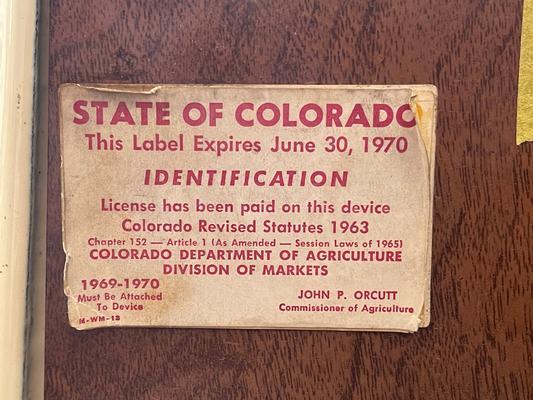 STATE OF COLORADO
This Label Expires June 30, 1970
IDENTIFICATION
License has been paid on this device
Colorado Revised Statutes 1963
Chapter 152 — Article 1 (As Amended — Session Laws of 1965)
COLORADO DEPARTMENT OF AGRICULTURE
DIVISION OF MARKETS
1969-1970
Must Be Attached
To Device
M-WM-13
JOHN P. ORCUTT
Commissioner of Agriculture